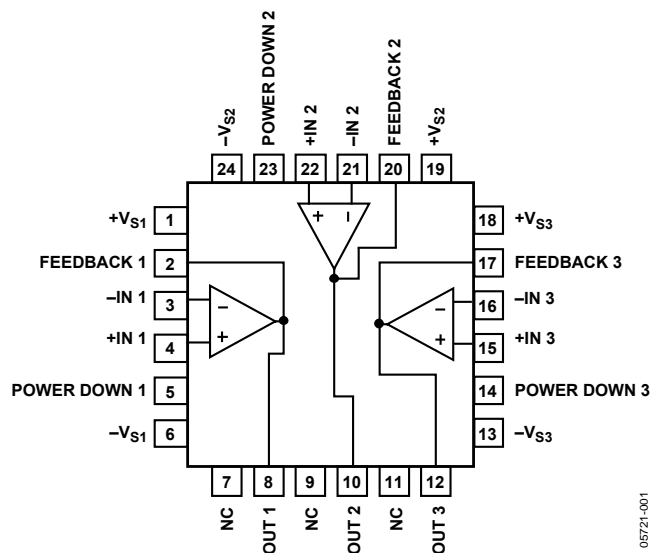 –VS2
POWER DOWN 2
+IN 2
–IN 2
FEEDBACK 2
+VS2
24
23
22
21
20
19
+VS1 1
FEEDBACK 1 2
–IN 1 3
+IN 1 4
POWER DOWN 1 5
–VS1 6
+ –
–
+
–
+
18 +VS3
17 FEEDBACK 3
16 –IN 3
15 +IN 3
14 POWER DOWN 3
13 –VS3
7
8
9
10
11
12
NC
OUT 1
NC
OUT 2
NC
OUT 3
05721-001